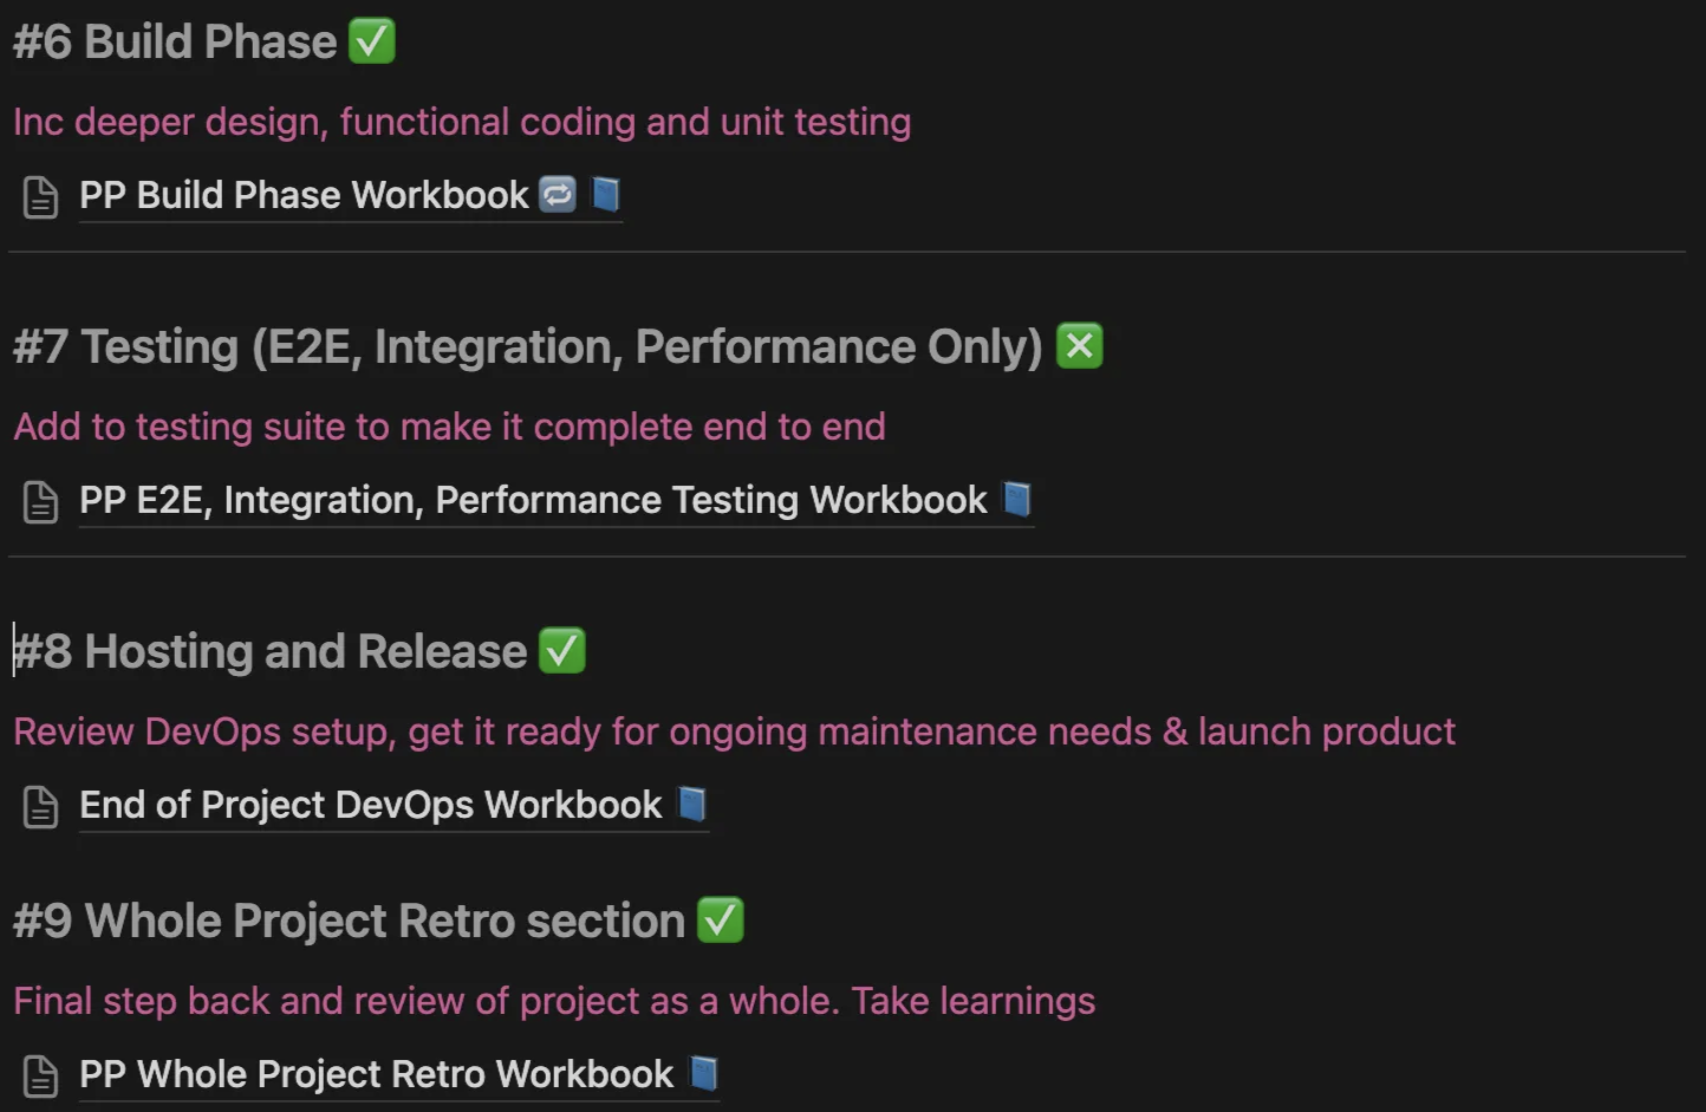 #6 Build Phase ✅
Inc deeper design, functional coding and unit testing
PP Build Phase Workbook 🔁 📘
#7 Testing (E2E, Integration, Performance Only) ❎
Add to testing suite to make it complete end to end
PP E2E, Integration, Performance Testing Workbook 📘
#8 Hosting and Release ✅
Review DevOps setup, get it ready for ongoing maintenance needs & launch product
End of Project DevOps Workbook 📘
#9 Whole Project Retro section ✅
Final step back and review of project as a whole. Take learnings
PP Whole Project Retro Workbook 📘